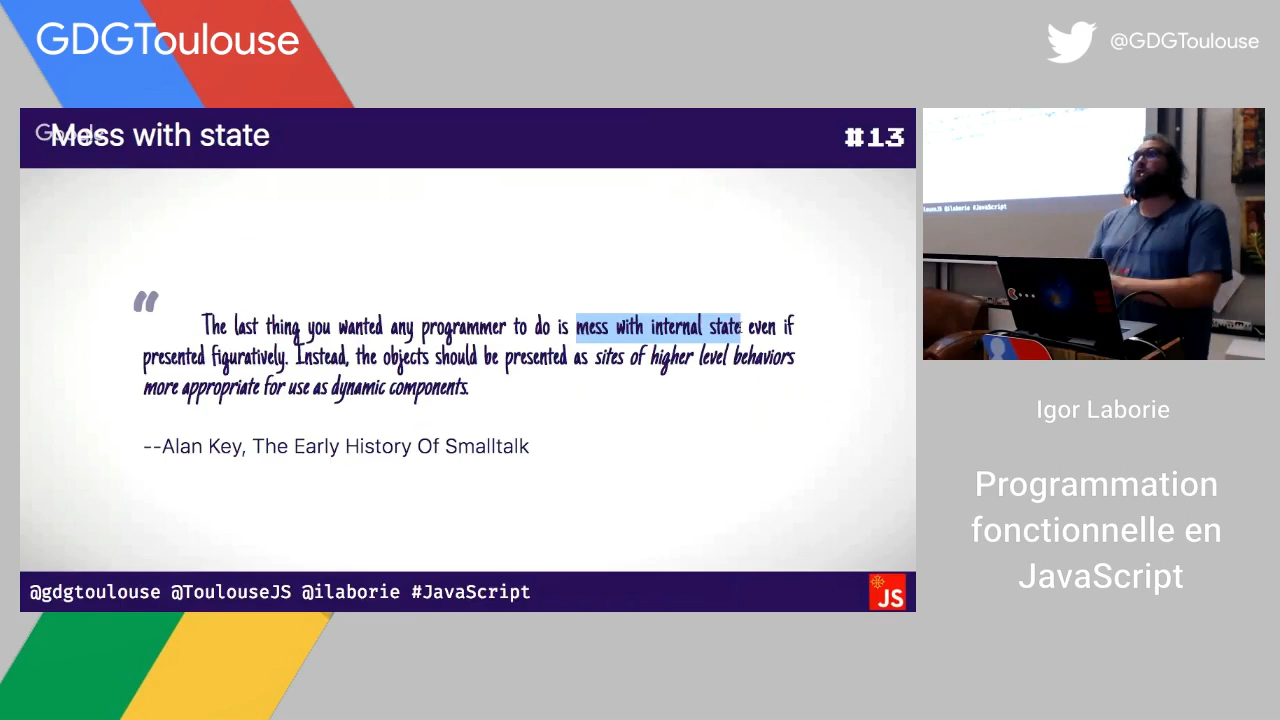 GDGToulouse
@GDGToulouse
Google
Mess with state
#13
“
The last thing you wanted any programmer to do is mess with internal state even if
presented figuratively. Instead, the objects should be presented as sites of higher level behaviors
more appropriate for use as dynamic components.
--Alan Key, The Early History Of Smalltalk
@gdgtoulouse @ToulouseJS @ilaborie #JavaScript
JS
@ilaborie #JavaScript
Igor Laborie
Programmation
fonctionnelle en
JavaScript